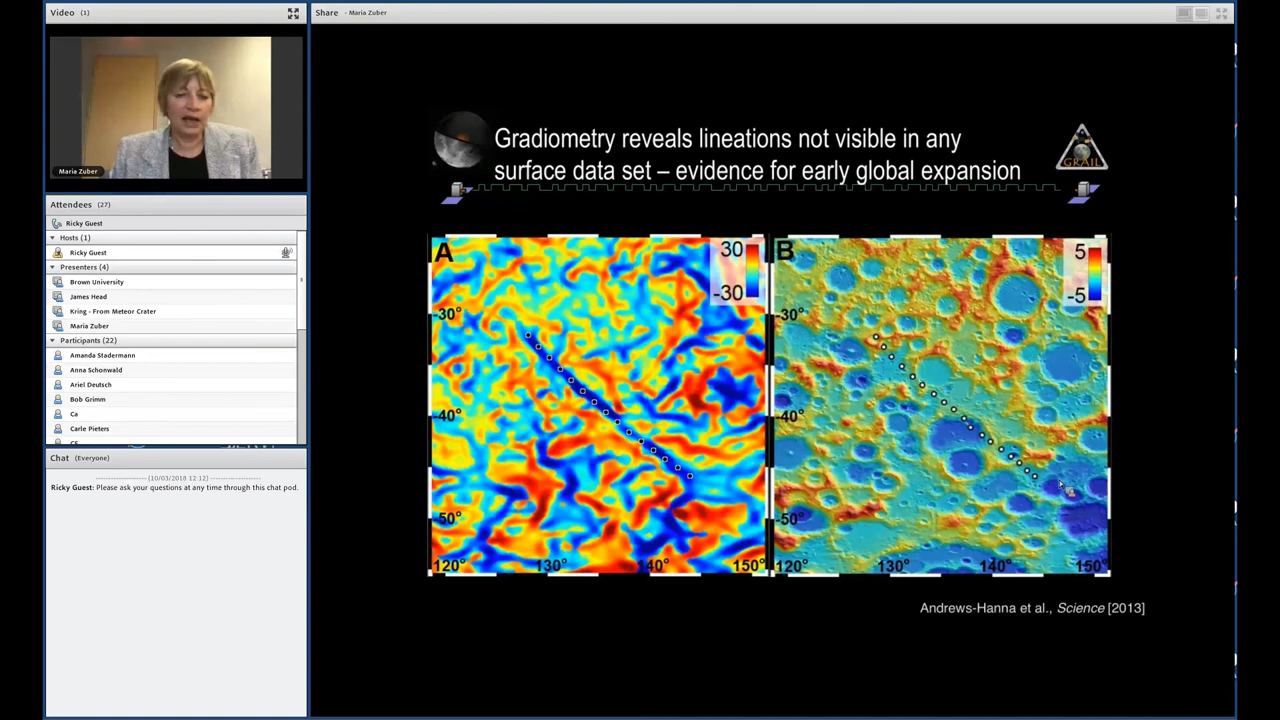 Video (1)
Maria Zuber
Attendees (27)
Ricky Guest
Hosts (1)
Ricky Guest
Presenters (4)
Brown University
James Head
Kring - From Meteor Crater
Maria Zuber
Participants (22)
Amanda Stadermann
Anna Schonwald
Ariel Deutsch
Bob Grimm
Ca
Carle Pieters
Chat (Everyone)
(10/03/2018 12:12)
Ricky Guest: Please ask your questions at any time through this chat pod.
Share - Maria Zuber
Gradiometry reveals lineations not visible in any
surface data set – evidence for early global expansion
GRAIL
A
30
-30
-30°
-40°
-50°
120°
130°
140°
150°
B
5
-5
-30°
-40°
-50°
120°
130°
140°
150°
Andrews-Hanna et al., Science [2013]